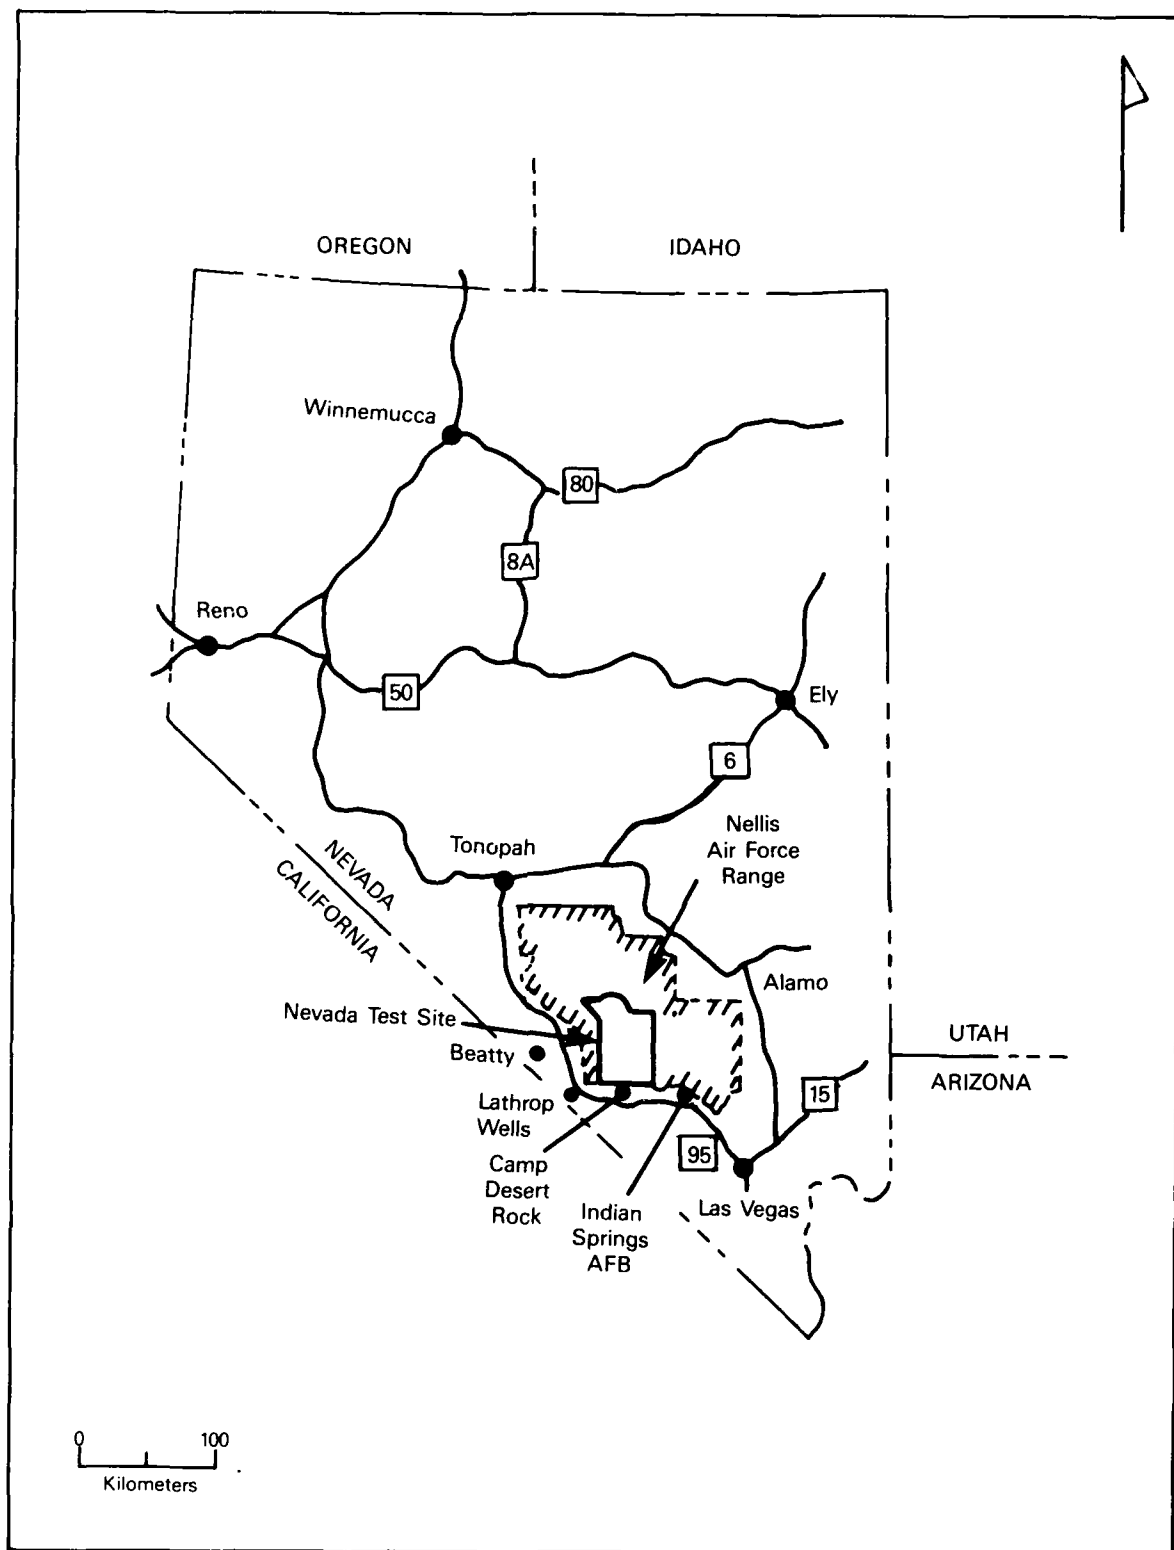 OREGON
IDAHO
Winnemucca
80
8A
Reno
50
Ely
6
Nellis
Air Force
Range
Tonopah
NEVADA
CALIFORNIA
Alamo
Nevada Test Site
Beatty
UTAH
ARIZONA
15
Lathrop
Wells
95
Camp
Desert
Rock
Indian
Springs
AFB
Las Vegas
0 100
Kilometers